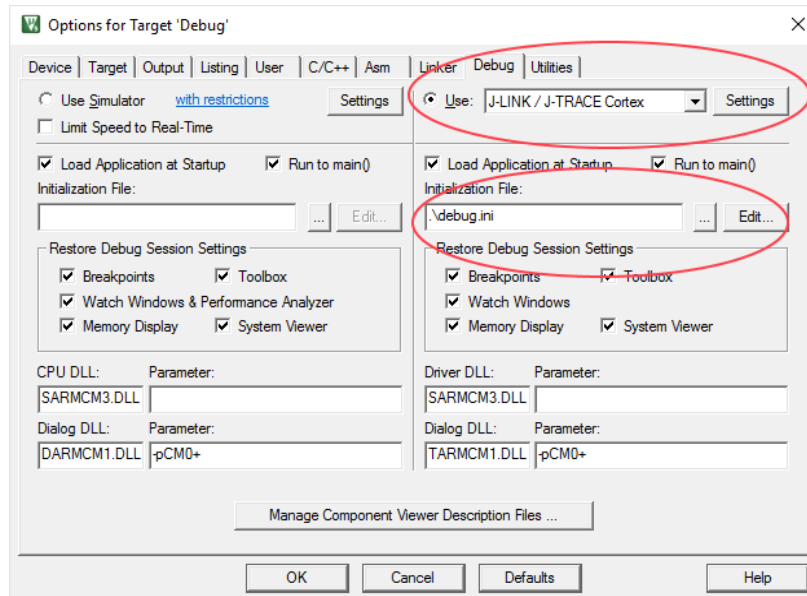 Options for Target 'Debug'
Device Target Output Listing User C/C++ Asm Linker Debug Utilities
Use Simulator with restrictions Settings
Limit Speed to Real-Time
Use: J-LINK / J-TRACE Cortex Settings
Load Application at Startup Run to main()
Initialization File:
... Edit...
Load Application at Startup Run to main()
Initialization File:
.\debug.ini ... Edit...
Restore Debug Session Settings
Breakpoints Toolbox
Watch Windows & Performance Analyzer
Memory Display System Viewer
Restore Debug Session Settings
Breakpoints Toolbox
Watch Windows
Memory Display System Viewer
CPU DLL: Parameter:
SARMCM3.DLL
Dialog DLL: Parameter:
DARMCM1.DLL -pCM0+
Driver DLL: Parameter:
SARMCM3.DLL
Dialog DLL: Parameter:
TARMCM1.DLL -pCM0+
Manage Component Viewer Description Files ...
OK Cancel Defaults Help